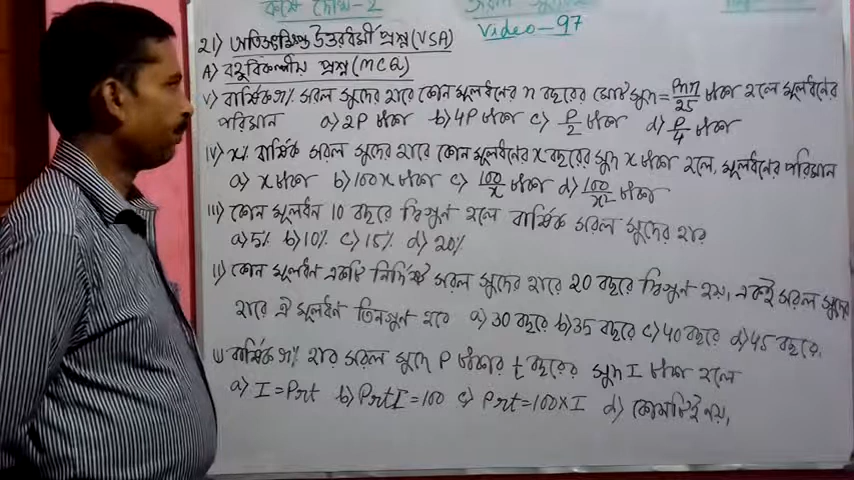 কষে দেখি-2
Video-97
21) অতিসংক্ষিপ্ত উত্তরধর্মী প্রশ্ন (VSA)
A) বহুবিকল্পীয় প্রশ্ন (MCQ)
v) বার্ষিক r% সরল সুদের হারে কোন মূলধনের n বছরের মোট সুদ = Pnr/25 টাকা হলে মূলধনের
পরিমান a) 2P টাকা b) 4P টাকা c) P/2 টাকা d) P/4 টাকা
iv) x% বার্ষিক সরল সুদের হারে কোন মূলধনের x বছরের সুদ x টাকা হলে, মূলধনের পরিমান
a) x টাকা b) 100x টাকা c) 100/x টাকা d) 100/x² টাকা
iii) কোন মূলধন 10 বছরে দ্বিগুন হলে বার্ষিক সরল সুদের হার
a) 5% b) 10% c) 15% d) 20%
ii) কোন মূলধন একটি নির্দিষ্ট সরল সুদের হারে 20 বছরে দ্বিগুন হয়, একই সরল সুদের
হারে ঐ মূলধন তিনগুন হবে a) 30 বছরে b) 35 বছরে c) 40 বছরে d) 45 বছরে,
i) বার্ষিক r% হার সরল সুদে P টাকার t বছরের সুদ I টাকা হলে
a) I = Prt b) PrtI = 100 c) Prt = 100×I d) কোনটিই নয়,